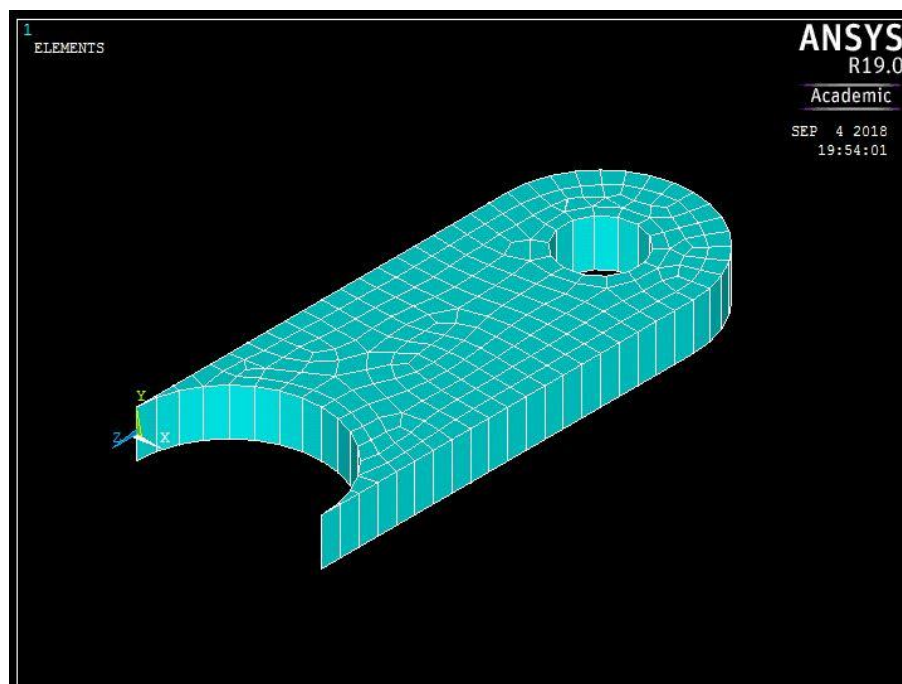 1
ELEMENTS
ANSYS
R19.0
Academic
SEP 4 2018
19:54:01
Y
Z
X